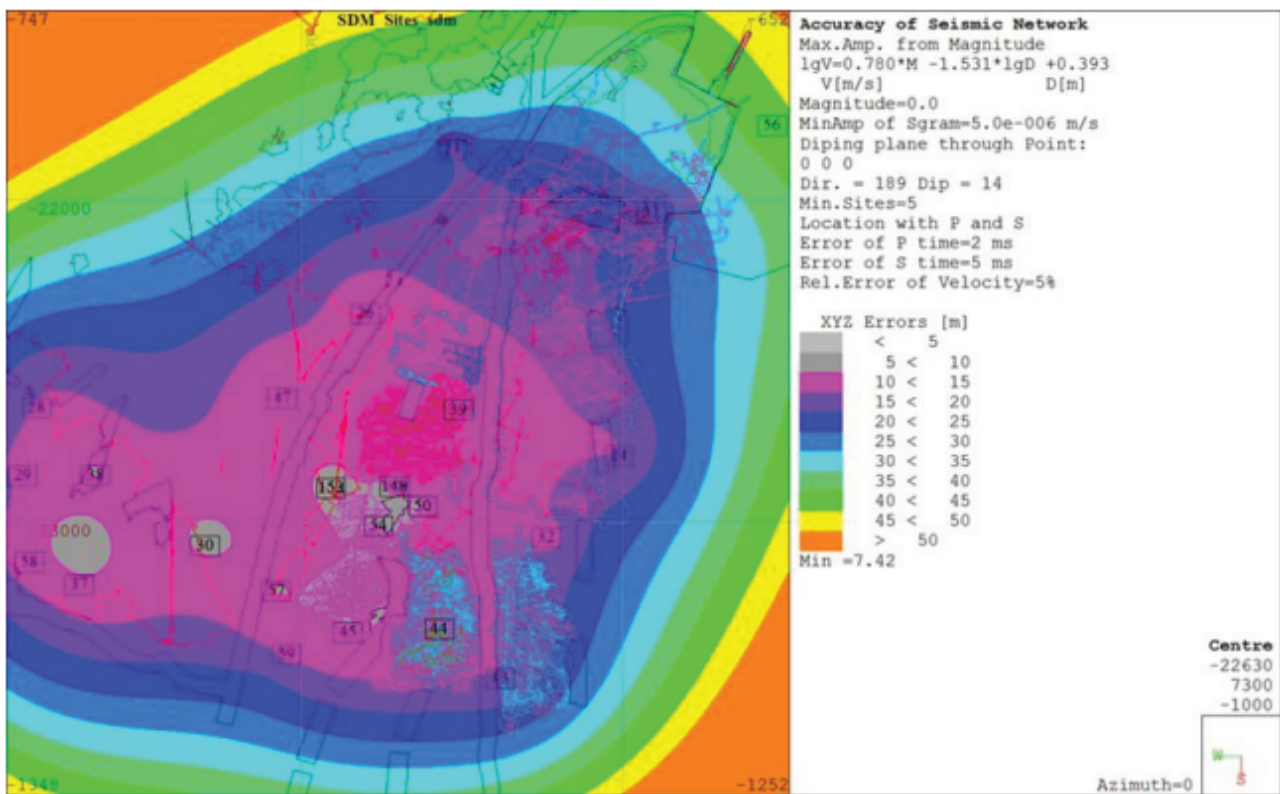 -747
SDM Sites sdm
-652
Accuracy of Seismic Network
Max.Amp. from Magnitude
lgV=0.780*M -1.531*lgD +0.393
V[m/s] D[m]
Magnitude=0.0
56
MinAmp of Sgram=5.0e-006 m/s
Diping plane through Point:
0 0 0
Dir. = 189 Dip = 14
-22000
Min.Sites=5
Location with P and S
Error of P time=2 ms
Error of S time=5 ms
Rel.Error of Velocity=5%
26
XYZ Errors [m]
< 5
5 < 10
10 < 15
15 < 20
20 < 25
25 < 30
30 < 35
35 < 40
40 < 45
45 < 50
> 50
Min =7.42
47
28
39
29
38
148
50
54
30
32
58
37
57
45
44
59
Centre
-22630
7300
-1000
W
S
-1348
-1252
Azimuth=0